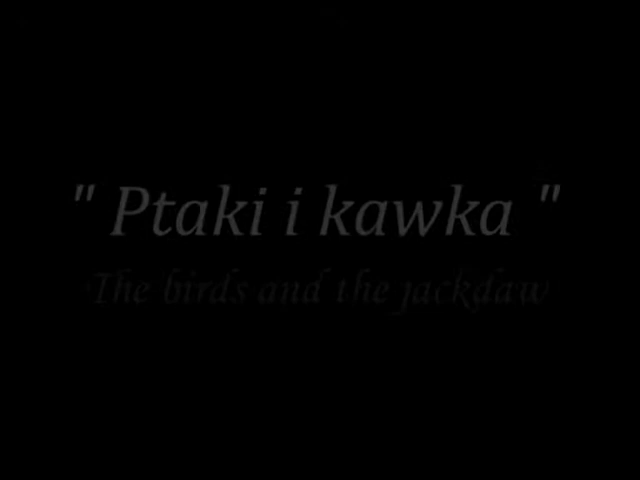 " Ptaki i kawka "
The birds and the jackdaw